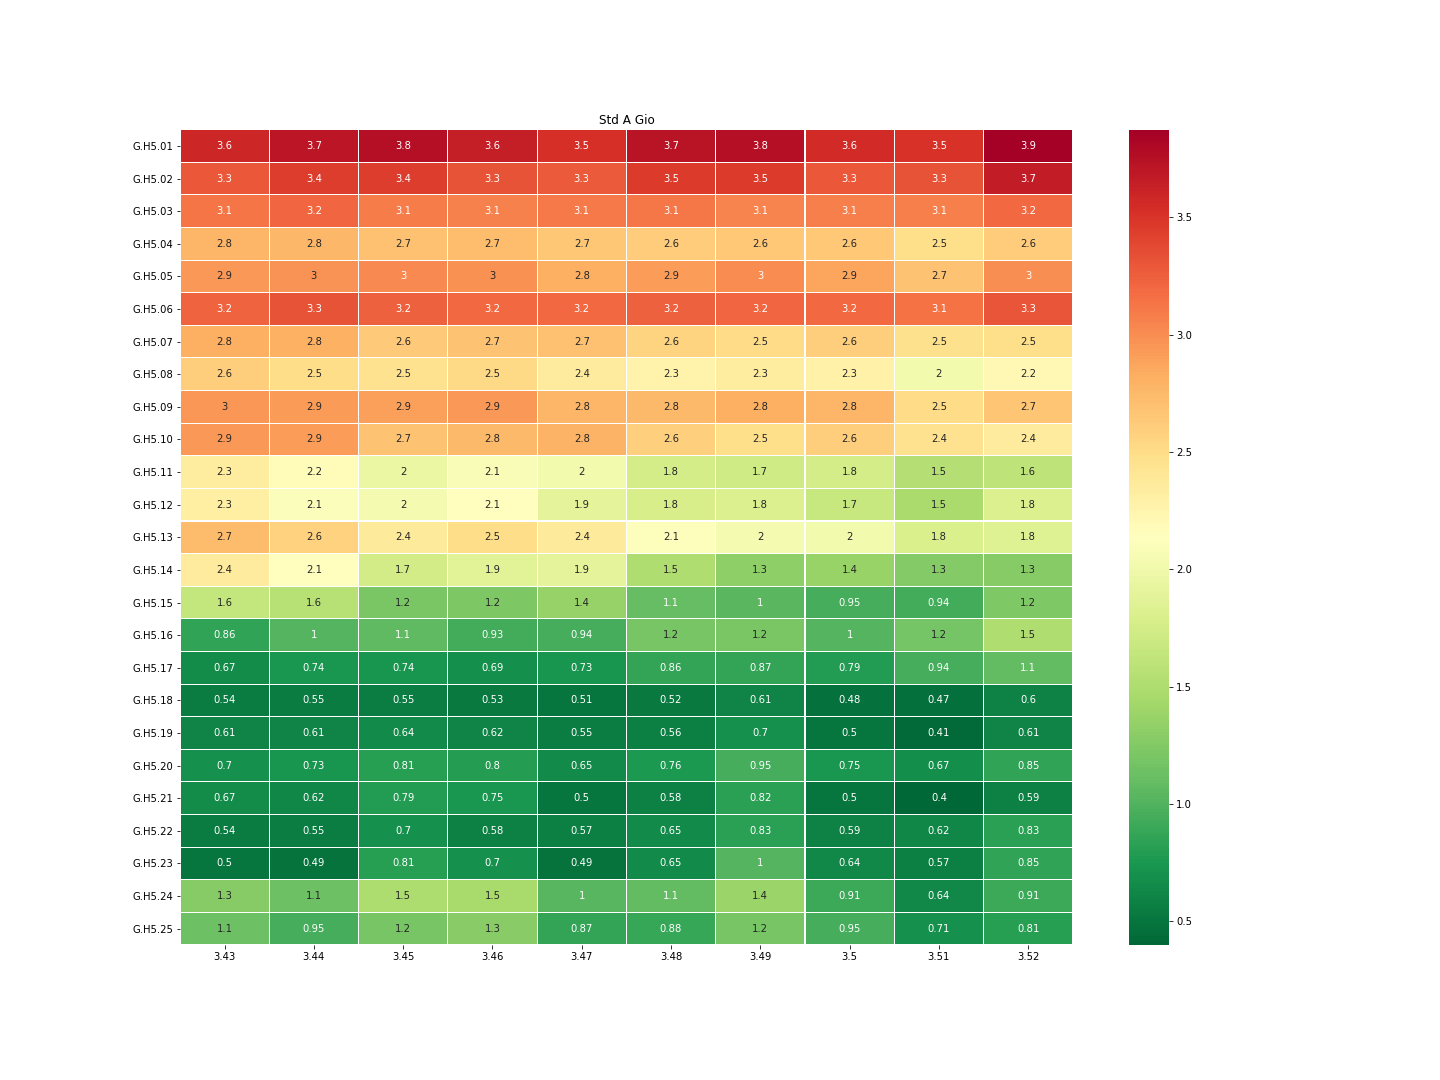 Std A Gio
G.H5.01 3.6 3.7 3.8 3.6 3.5 3.7 3.8 3.6 3.5 3.9
G.H5.02 3.3 3.4 3.4 3.3 3.3 3.5 3.5 3.3 3.3 3.7
G.H5.03 3.1 3.2 3.1 3.1 3.1 3.1 3.1 3.1 3.1 3.2
3.5
G.H5.04 2.8 2.8 2.7 2.7 2.7 2.6 2.6 2.6 2.5 2.6
G.H5.05 2.9 3 3 3 2.8 2.9 3 2.9 2.7 3
G.H5.06 3.2 3.3 3.2 3.2 3.2 3.2 3.2 3.2 3.1 3.3
3.0
G.H5.07 2.8 2.8 2.6 2.7 2.7 2.6 2.5 2.6 2.5 2.5
G.H5.08 2.6 2.5 2.5 2.5 2.4 2.3 2.3 2.3 2 2.2
G.H5.09 3 2.9 2.9 2.9 2.8 2.8 2.8 2.8 2.5 2.7
G.H5.10 2.9 2.9 2.7 2.8 2.8 2.6 2.5 2.6 2.4 2.4
2.5
G.H5.11 2.3 2.2 2 2.1 2 1.8 1.7 1.8 1.5 1.6
G.H5.12 2.3 2.1 2 2.1 1.9 1.8 1.8 1.7 1.5 1.8
G.H5.13 2.7 2.6 2.4 2.5 2.4 2.1 2 2 1.8 1.8
G.H5.14 2.4 2.1 1.7 1.9 1.9 1.5 1.3 1.4 1.3 1.3
2.0
G.H5.15 1.6 1.6 1.2 1.2 1.4 1.1 1 0.95 0.94 1.2
G.H5.16 0.86 1 1.1 0.93 0.94 1.2 1.2 1 1.2 1.5
G.H5.17 0.67 0.74 0.74 0.69 0.73 0.86 0.87 0.79 0.94 1.1
1.5
G.H5.18 0.54 0.55 0.55 0.53 0.51 0.52 0.61 0.48 0.47 0.6
G.H5.19 0.61 0.61 0.64 0.62 0.55 0.56 0.7 0.5 0.41 0.61
G.H5.20 0.7 0.73 0.81 0.8 0.65 0.76 0.95 0.75 0.67 0.85
G.H5.21 0.67 0.62 0.79 0.75 0.5 0.58 0.82 0.5 0.4 0.59
1.0
G.H5.22 0.54 0.55 0.7 0.58 0.57 0.65 0.83 0.59 0.62 0.83
G.H5.23 0.5 0.49 0.81 0.7 0.49 0.65 1 0.64 0.57 0.85
G.H5.24 1.3 1.1 1.5 1.5 1 1.1 1.4 0.91 0.64 0.91
0.5
G.H5.25 1.1 0.95 1.2 1.3 0.87 0.88 1.2 0.95 0.71 0.81
3.43 3.44 3.45 3.46 3.47 3.48 3.49 3.5 3.51 3.52